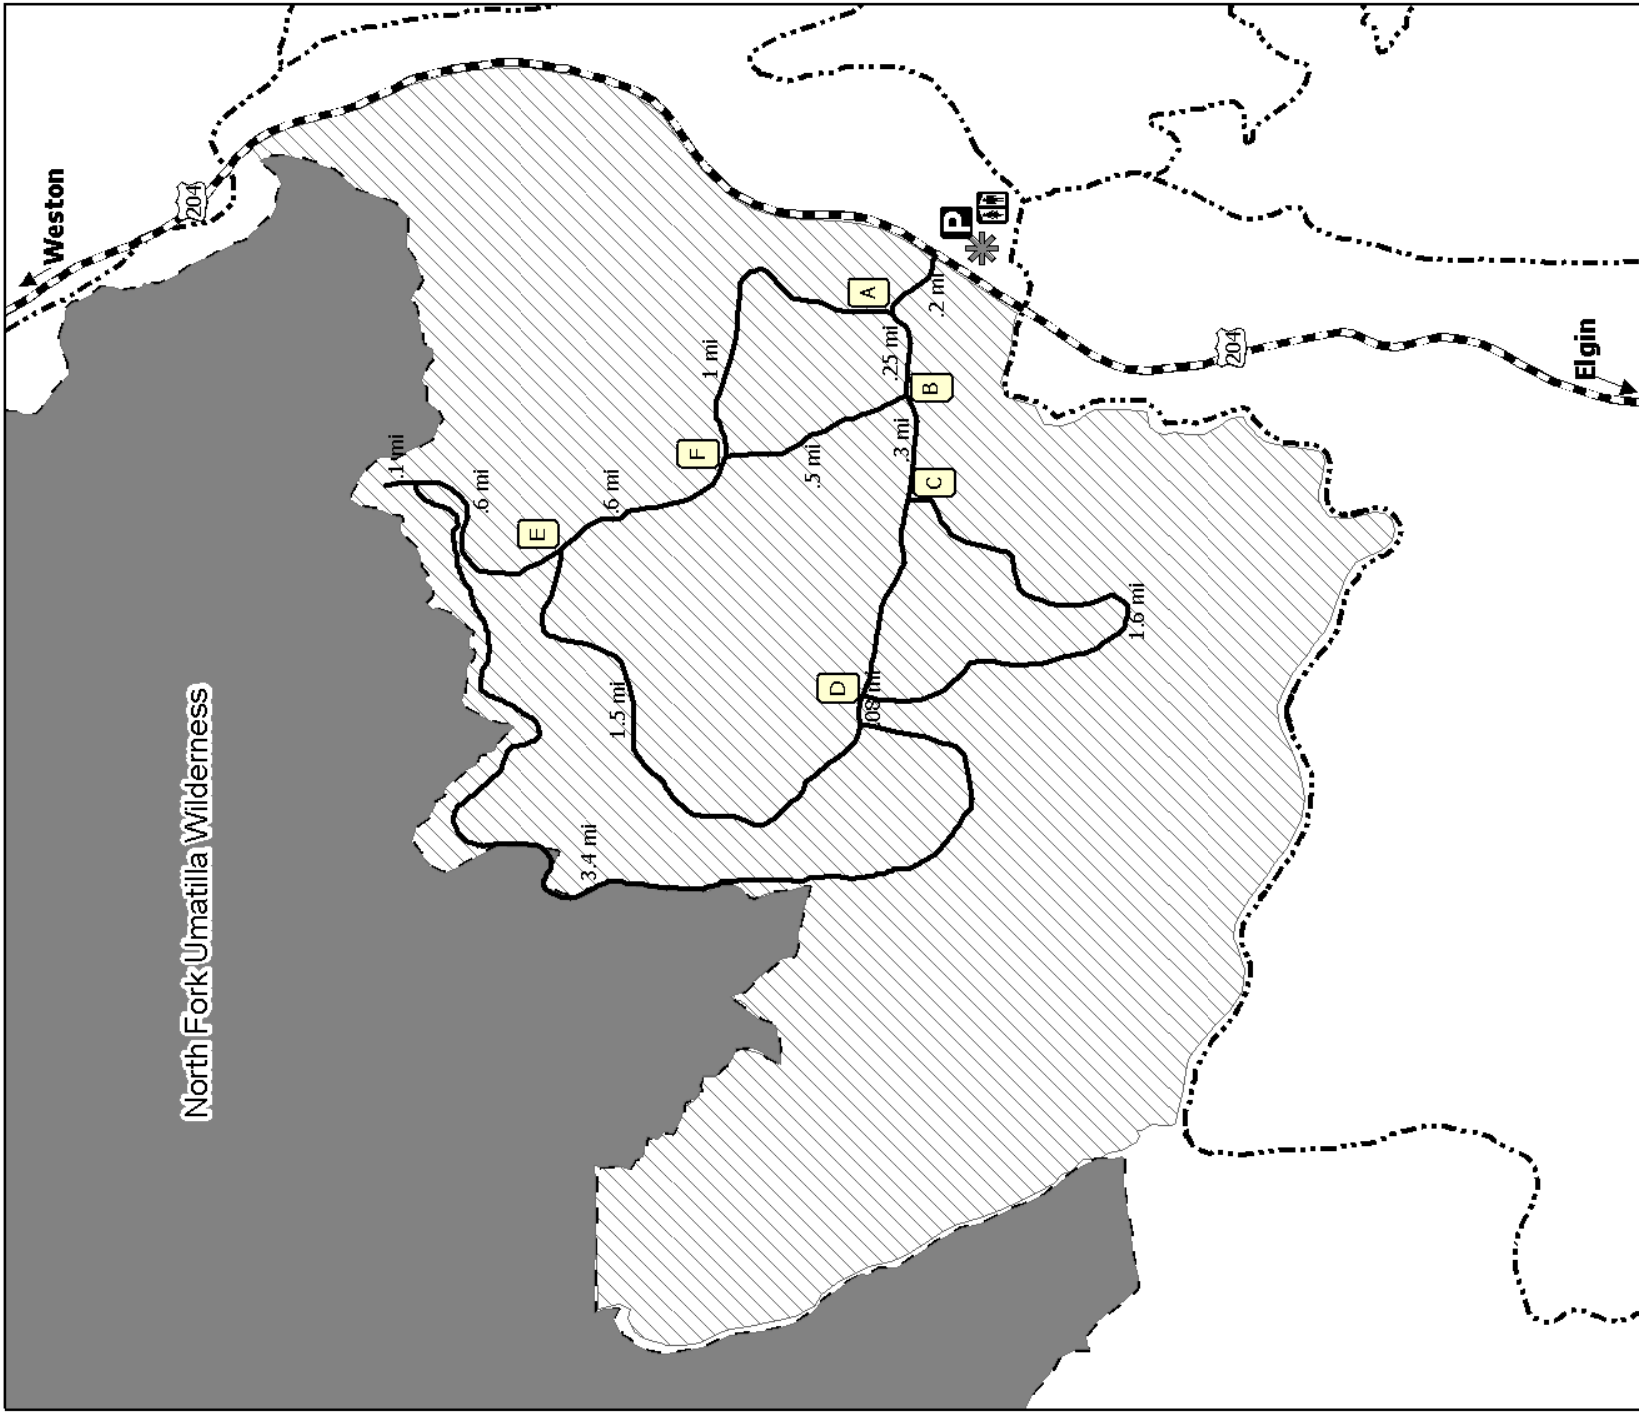 Weston
204
North Fork Umatilla Wilderness
.1 mi
.6 mi
E
.6 mi
F
1 mi
A
.2 mi
.25 mi
B
.5 mi
.3 mi
C
1.6 mi
D
.08 mi
1.5 mi
3.4 mi
P
204
Elgin